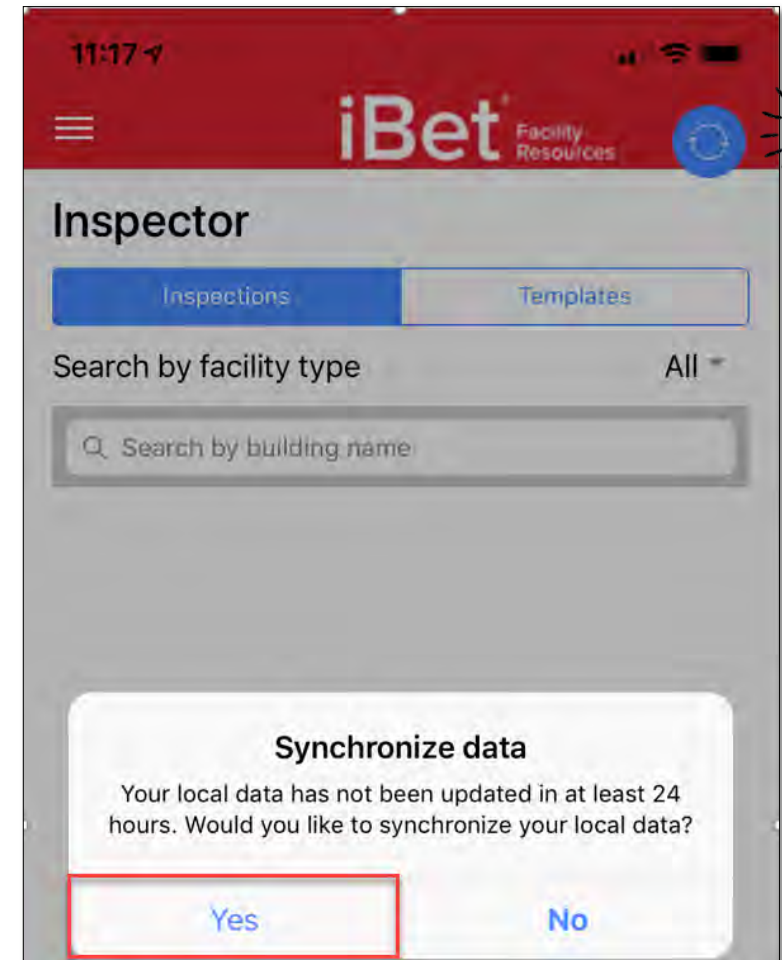 11:17
iBet Facility
Resources
Inspector
Inspections Templates
Search by facility type All
Search by building name
Synchronize data
Your local data has not been updated in at least 24
hours. Would you like to synchronize your local data?
Yes No